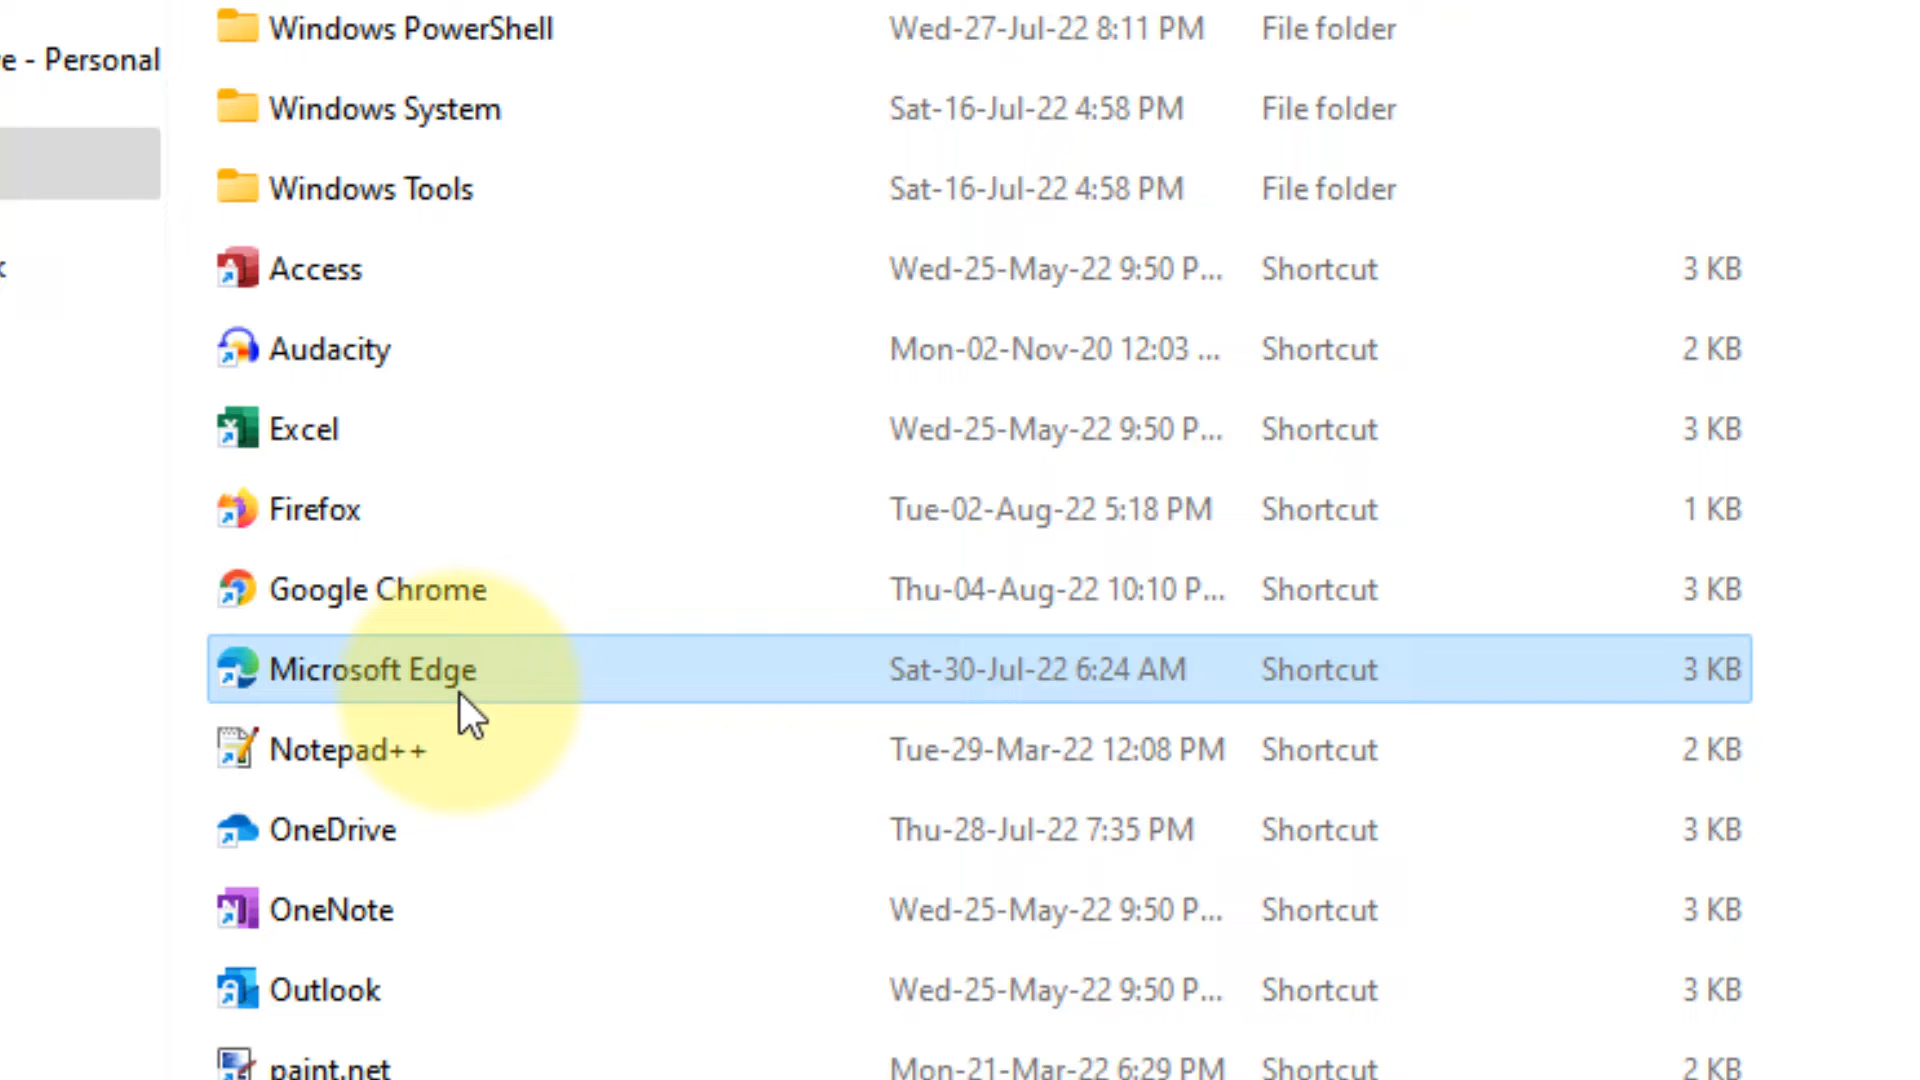 e - Personal
Windows PowerShell Wed-27-Jul-22 8:11 PM File folder
Windows System Sat-16-Jul-22 4:58 PM File folder
Windows Tools Sat-16-Jul-22 4:58 PM File folder
Access Wed-25-May-22 9:50 P... Shortcut 3 KB
Audacity Mon-02-Nov-20 12:03 ... Shortcut 2 KB
Excel Wed-25-May-22 9:50 P... Shortcut 3 KB
Firefox Tue-02-Aug-22 5:18 PM Shortcut 1 KB
Google Chrome Thu-04-Aug-22 10:10 P... Shortcut 3 KB
Microsoft Edge Sat-30-Jul-22 6:24 AM Shortcut 3 KB
Notepad++ Tue-29-Mar-22 12:08 PM Shortcut 2 KB
OneDrive Thu-28-Jul-22 7:35 PM Shortcut 3 KB
OneNote Wed-25-May-22 9:50 P... Shortcut 3 KB
Outlook Wed-25-May-22 9:50 P... Shortcut 3 KB
paint.net Mon-21-Mar-22 6:29 PM Shortcut 2 KB